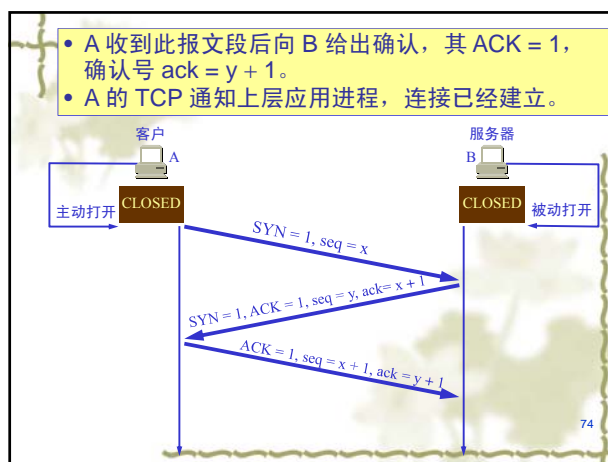 • A 收到此报文段后向 B 给出确认，其 ACK = 1，
确认号 ack = y + 1。
• A 的 TCP 通知上层应用进程，连接已经建立。
客户
服务器
A
B
主动打开
CLOSED
CLOSED
被动打开
SYN = 1, seq = x
SYN = 1, ACK = 1, seq = y, ack= x + 1
ACK = 1, seq = x + 1, ack = y + 1
74